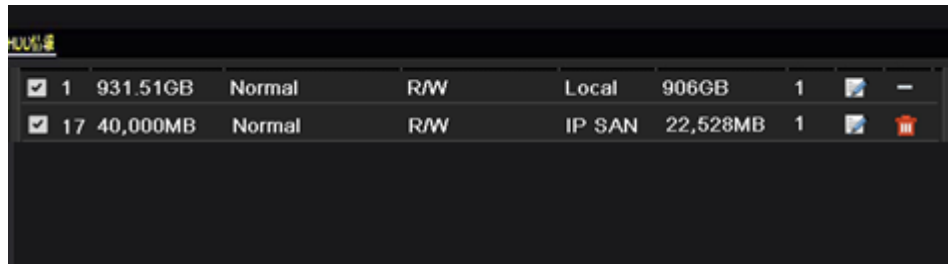 1 931.51GB Normal R/W Local 906GB 1
17 40,000MB Normal R/W IP SAN 22,528MB 1